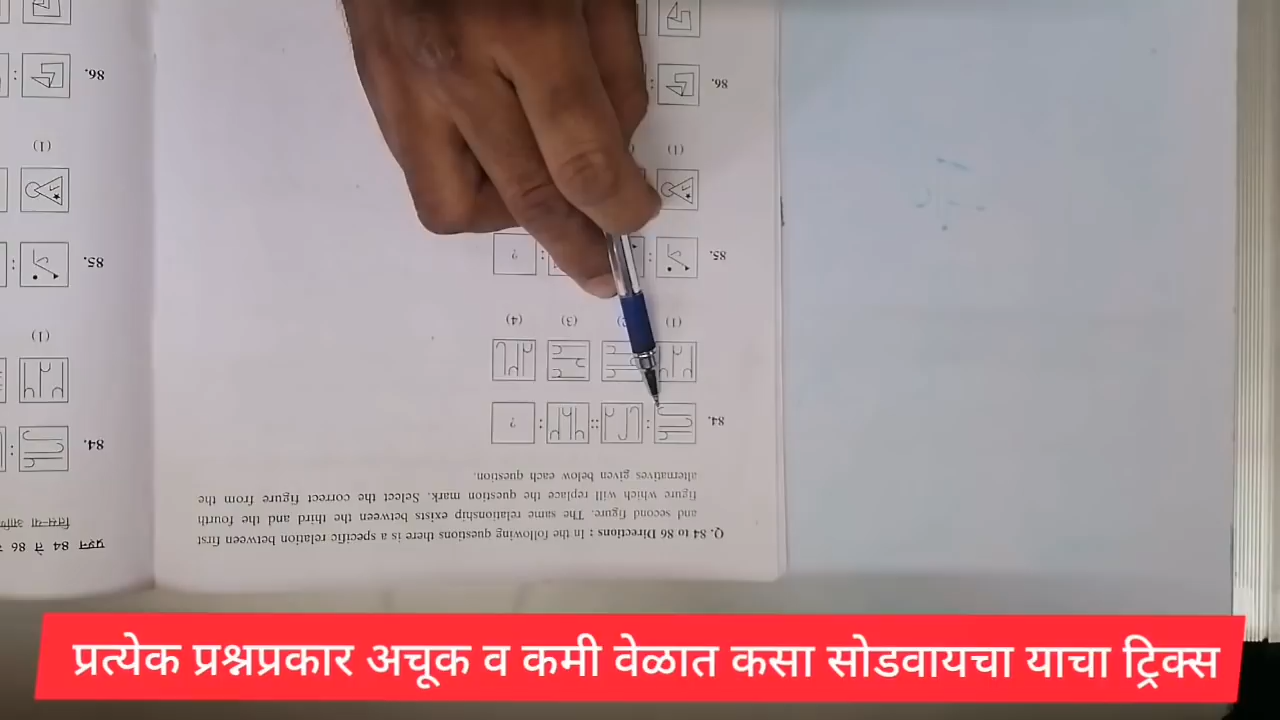 Q. 84 to 86 Directions : In the following questions there is a specific relation between first
and second figure. The same relationship exists between the third and the fourth
figure which will replace the question mark. Select the correct figure from the
alternatives given below each question.
84. : :: : ?
(1) (3) (4)
85. : : ?
(1)
86. :
प्रश्न 84 ते 86
तिसऱ्या आणि
84. :
(1)
85. :
(1)
86. :
प्रत्येक प्रश्नप्रकार अचूक व कमी वेळात कसा सोडवायचा याचा ट्रिक्स